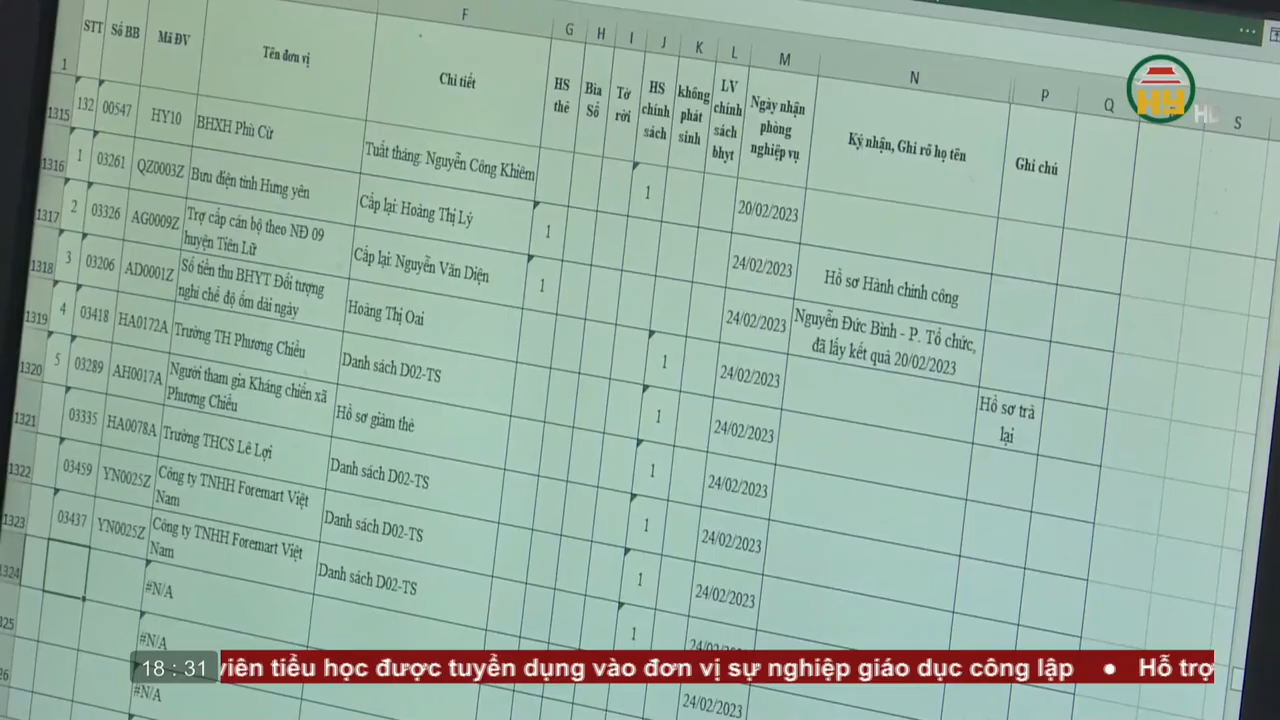 F G H I J K L M N P Q S
1 STT Số BB Mã ĐV Tên đơn vị Chi tiết HS thẻ Bìa Sổ Tờ rời HS chính sách không phát sinh LV chính sách bhyt Ngày nhận phòng nghiệp vụ Ký nhận, Ghi rõ họ tên Ghi chú
1315 132 00547 HY10 BHXH Phù Cừ Tuất tháng: Nguyễn Công Khiêm 1 20/02/2023
1316 1 03261 QZ0003Z Bưu điện tỉnh Hưng yên Cấp lại: Hoàng Thị Lý 1 24/02/2023 Hồ sơ Hành chính công
1317 2 03326 AG0009Z Trợ cấp cán bộ theo NĐ 09 huyện Tiên Lữ Cấp lại: Nguyễn Văn Diện 1 24/02/2023 Nguyễn Đức Bình - P. Tổ chức, đã lấy kết quả 20/02/2023
1318 3 03206 AD0001Z Số tiền thu BHYT Đối tượng nghỉ chế độ ốm dài ngày Hoàng Thị Oai 1 24/02/2023 Hồ sơ trả lại
1319 4 03418 HA0172A Trường TH Phương Chiểu Danh sách D02-TS 1 24/02/2023
1320 5 03289 AH0017A Người tham gia Kháng chiến xã Phương Chiểu Hồ sơ giảm thẻ 1 24/02/2023
1321 03335 HA0078A Trường THCS Lê Lợi Danh sách D02-TS 1 24/02/2023
1322 03459 YN0025Z Công ty TNHH Foremart Việt Nam Danh sách D02-TS 1 24/02/2023
1323 03437 YN0025Z Công ty TNHH Foremart Việt Nam Danh sách D02-TS 1
1324 #N/A
#N/A
#N/A 24/02/2023
HY
18 : 31 viên tiểu học được tuyển dụng vào đơn vị sự nghiệp giáo dục công lập ● Hỗ trợ